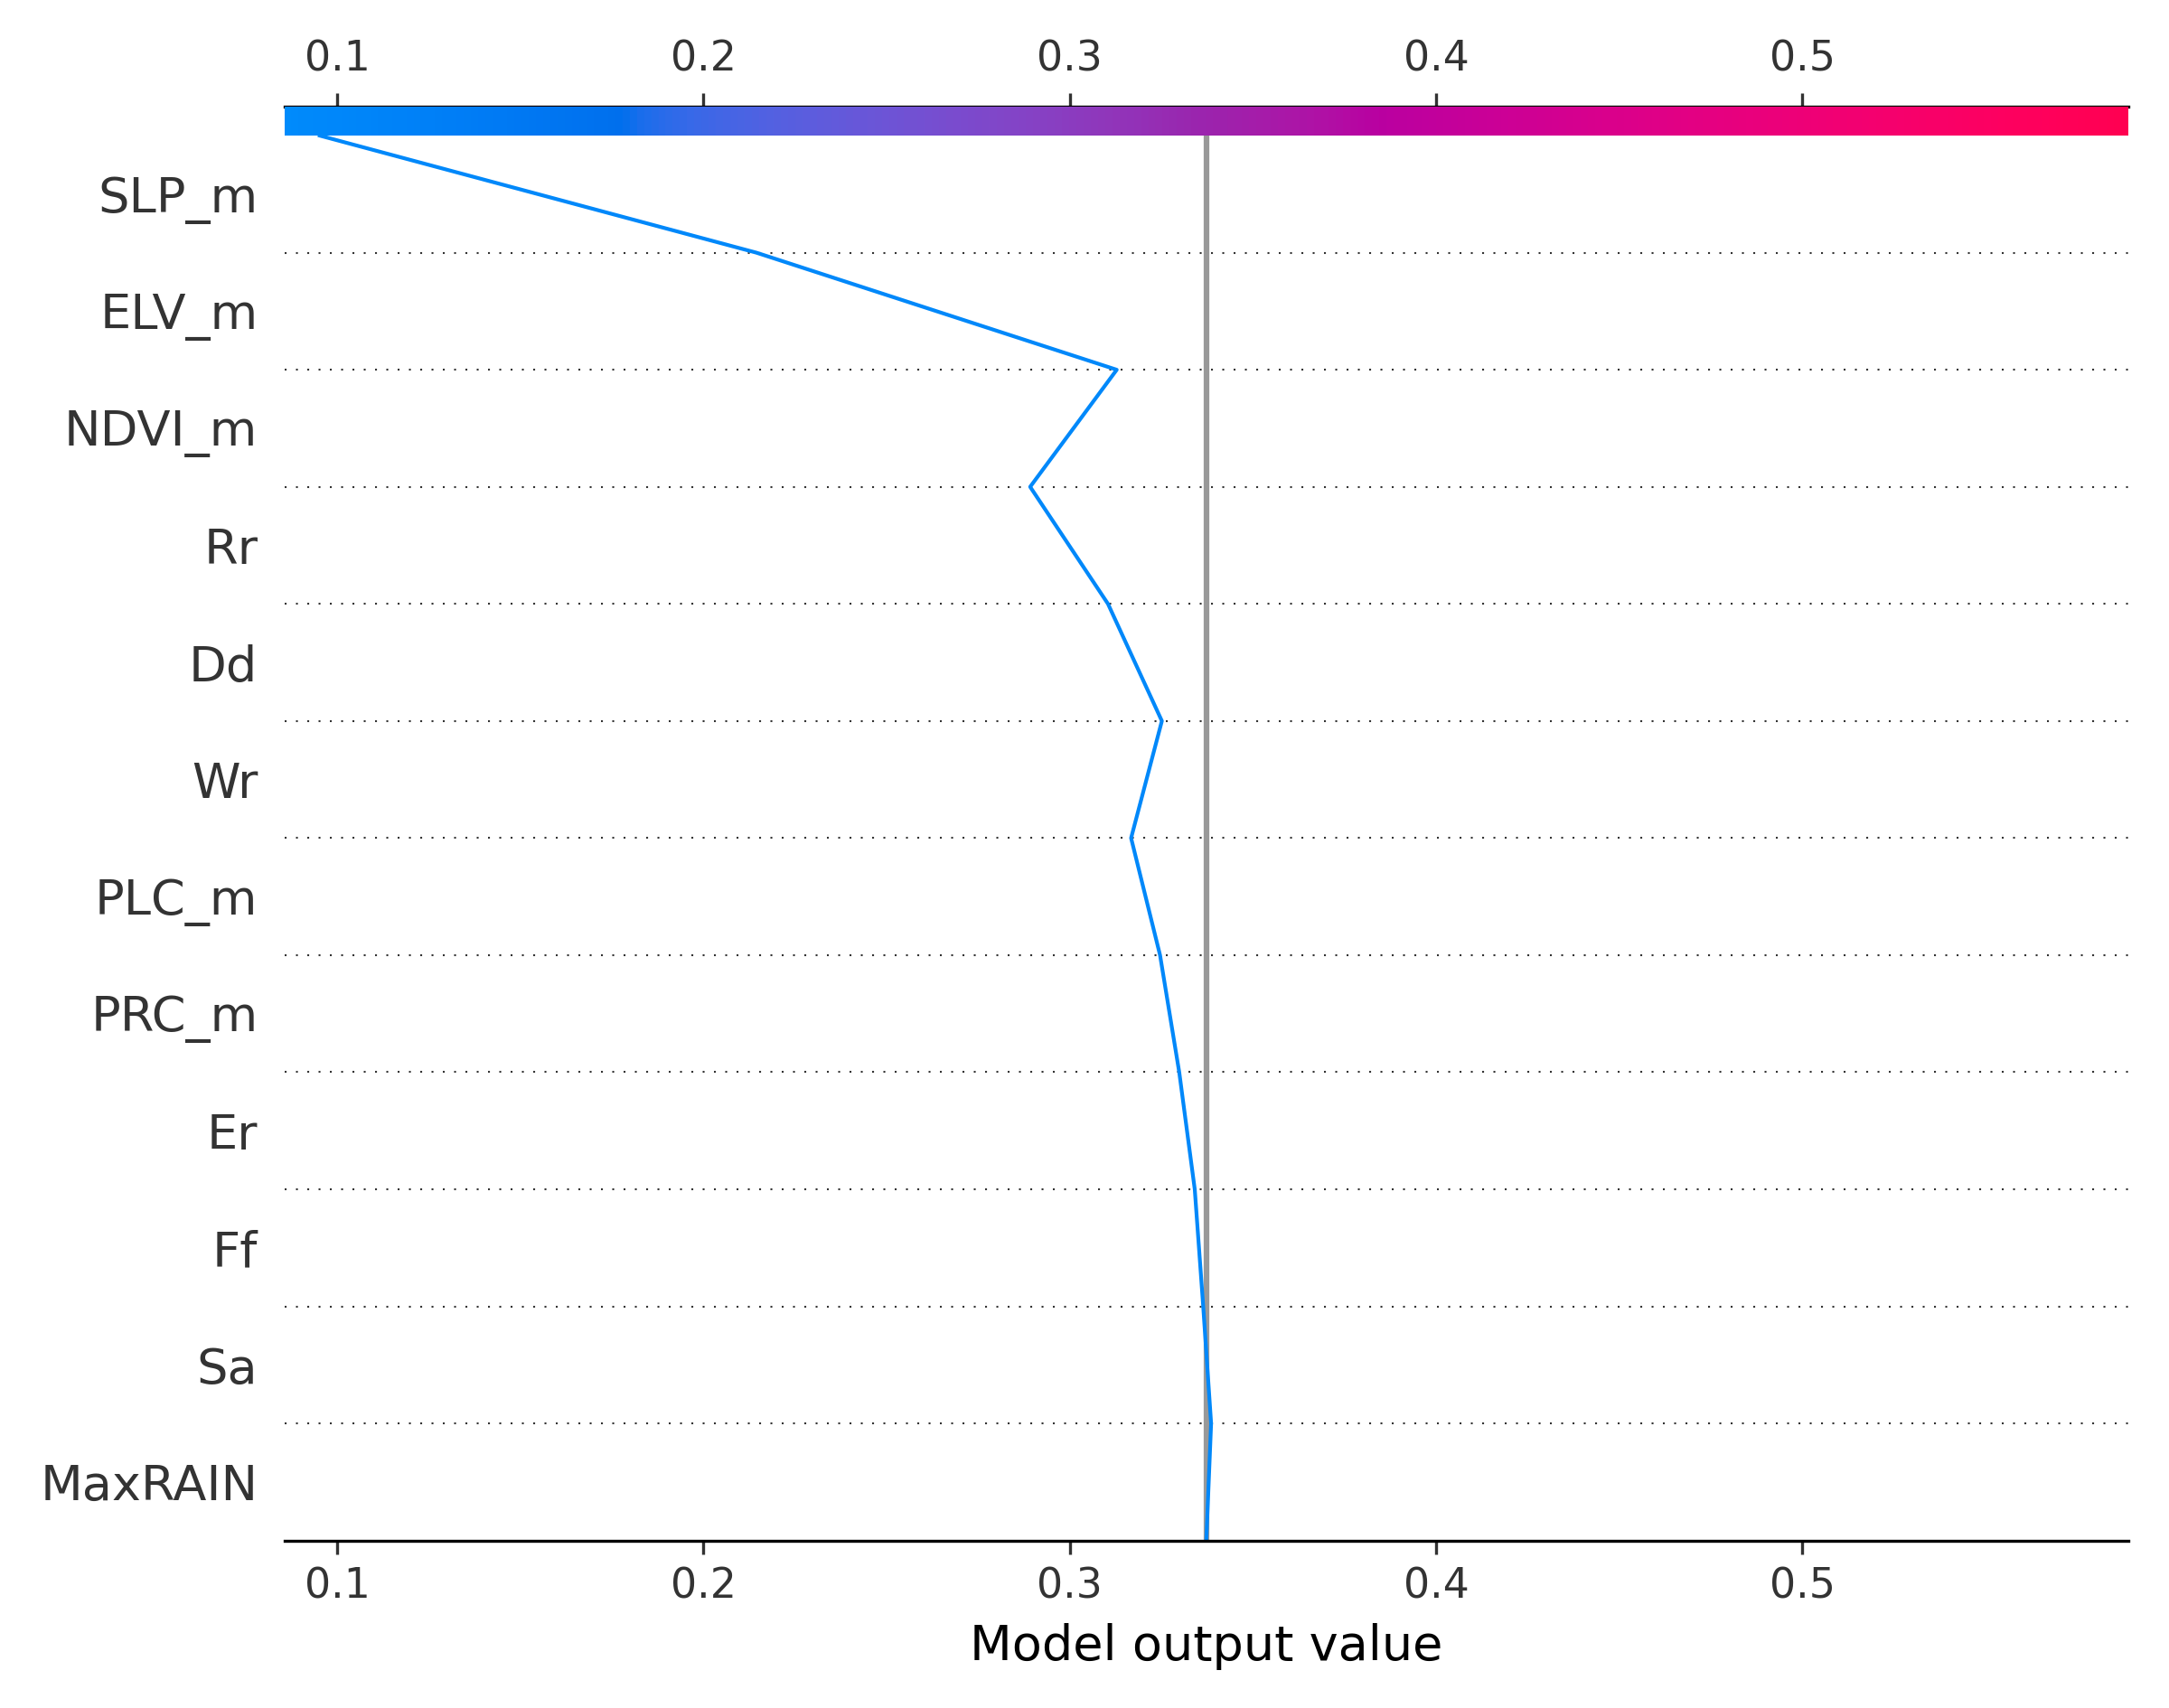 0.1 0.2 0.3 0.4 0.5
SLP_m
ELV_m
NDVI_m
Rr
Dd
Wr
PLC_m
PRC_m
Er
Ff
Sa
MaxRAIN
0.1 0.2 0.3 0.4 0.5
Model output value